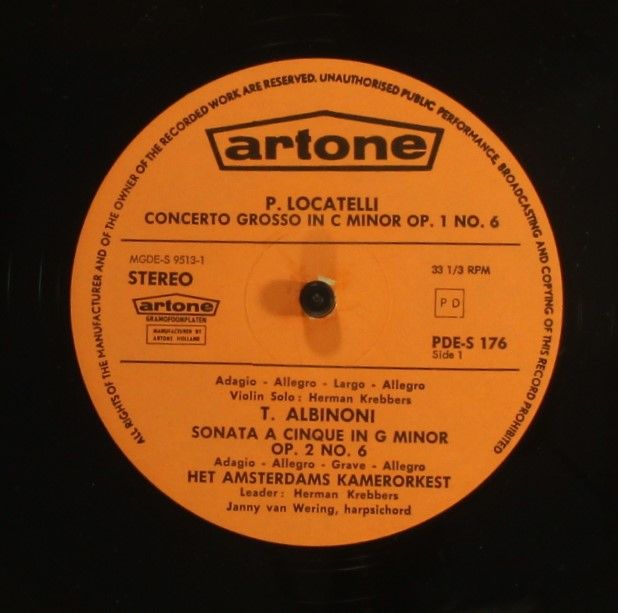 ALL RIGHTS OF THE MANUFACTURER AND OF THE OWNER OF THE RECORDED WORK ARE RESERVED. UNAUTHORISED PUBLIC PERFORMANCE, BROADCASTING AND COPYING OF THIS RECORD PROHIBITED
artone
P. LOCATELLI
CONCERTO GROSSO IN C MINOR OP. 1 NO. 6
MGDE-S 9513-1
STEREO
artone
GRAMOFOONPLATEN
MANUFACTURED BY
ARTONE HOLLAND
33 1/3 RPM
P D
PDE-S 176
Side 1
Adagio - Allegro - Largo - Allegro
Violin Solo: Herman Krebbers
T. ALBINONI
SONATA A CINQUE IN G MINOR
OP. 2 NO. 6
Adagio - Allegro - Grave - Allegro
HET AMSTERDAMS KAMERORKEST
Leader: Herman Krebbers
Janny van Wering, harpsichord